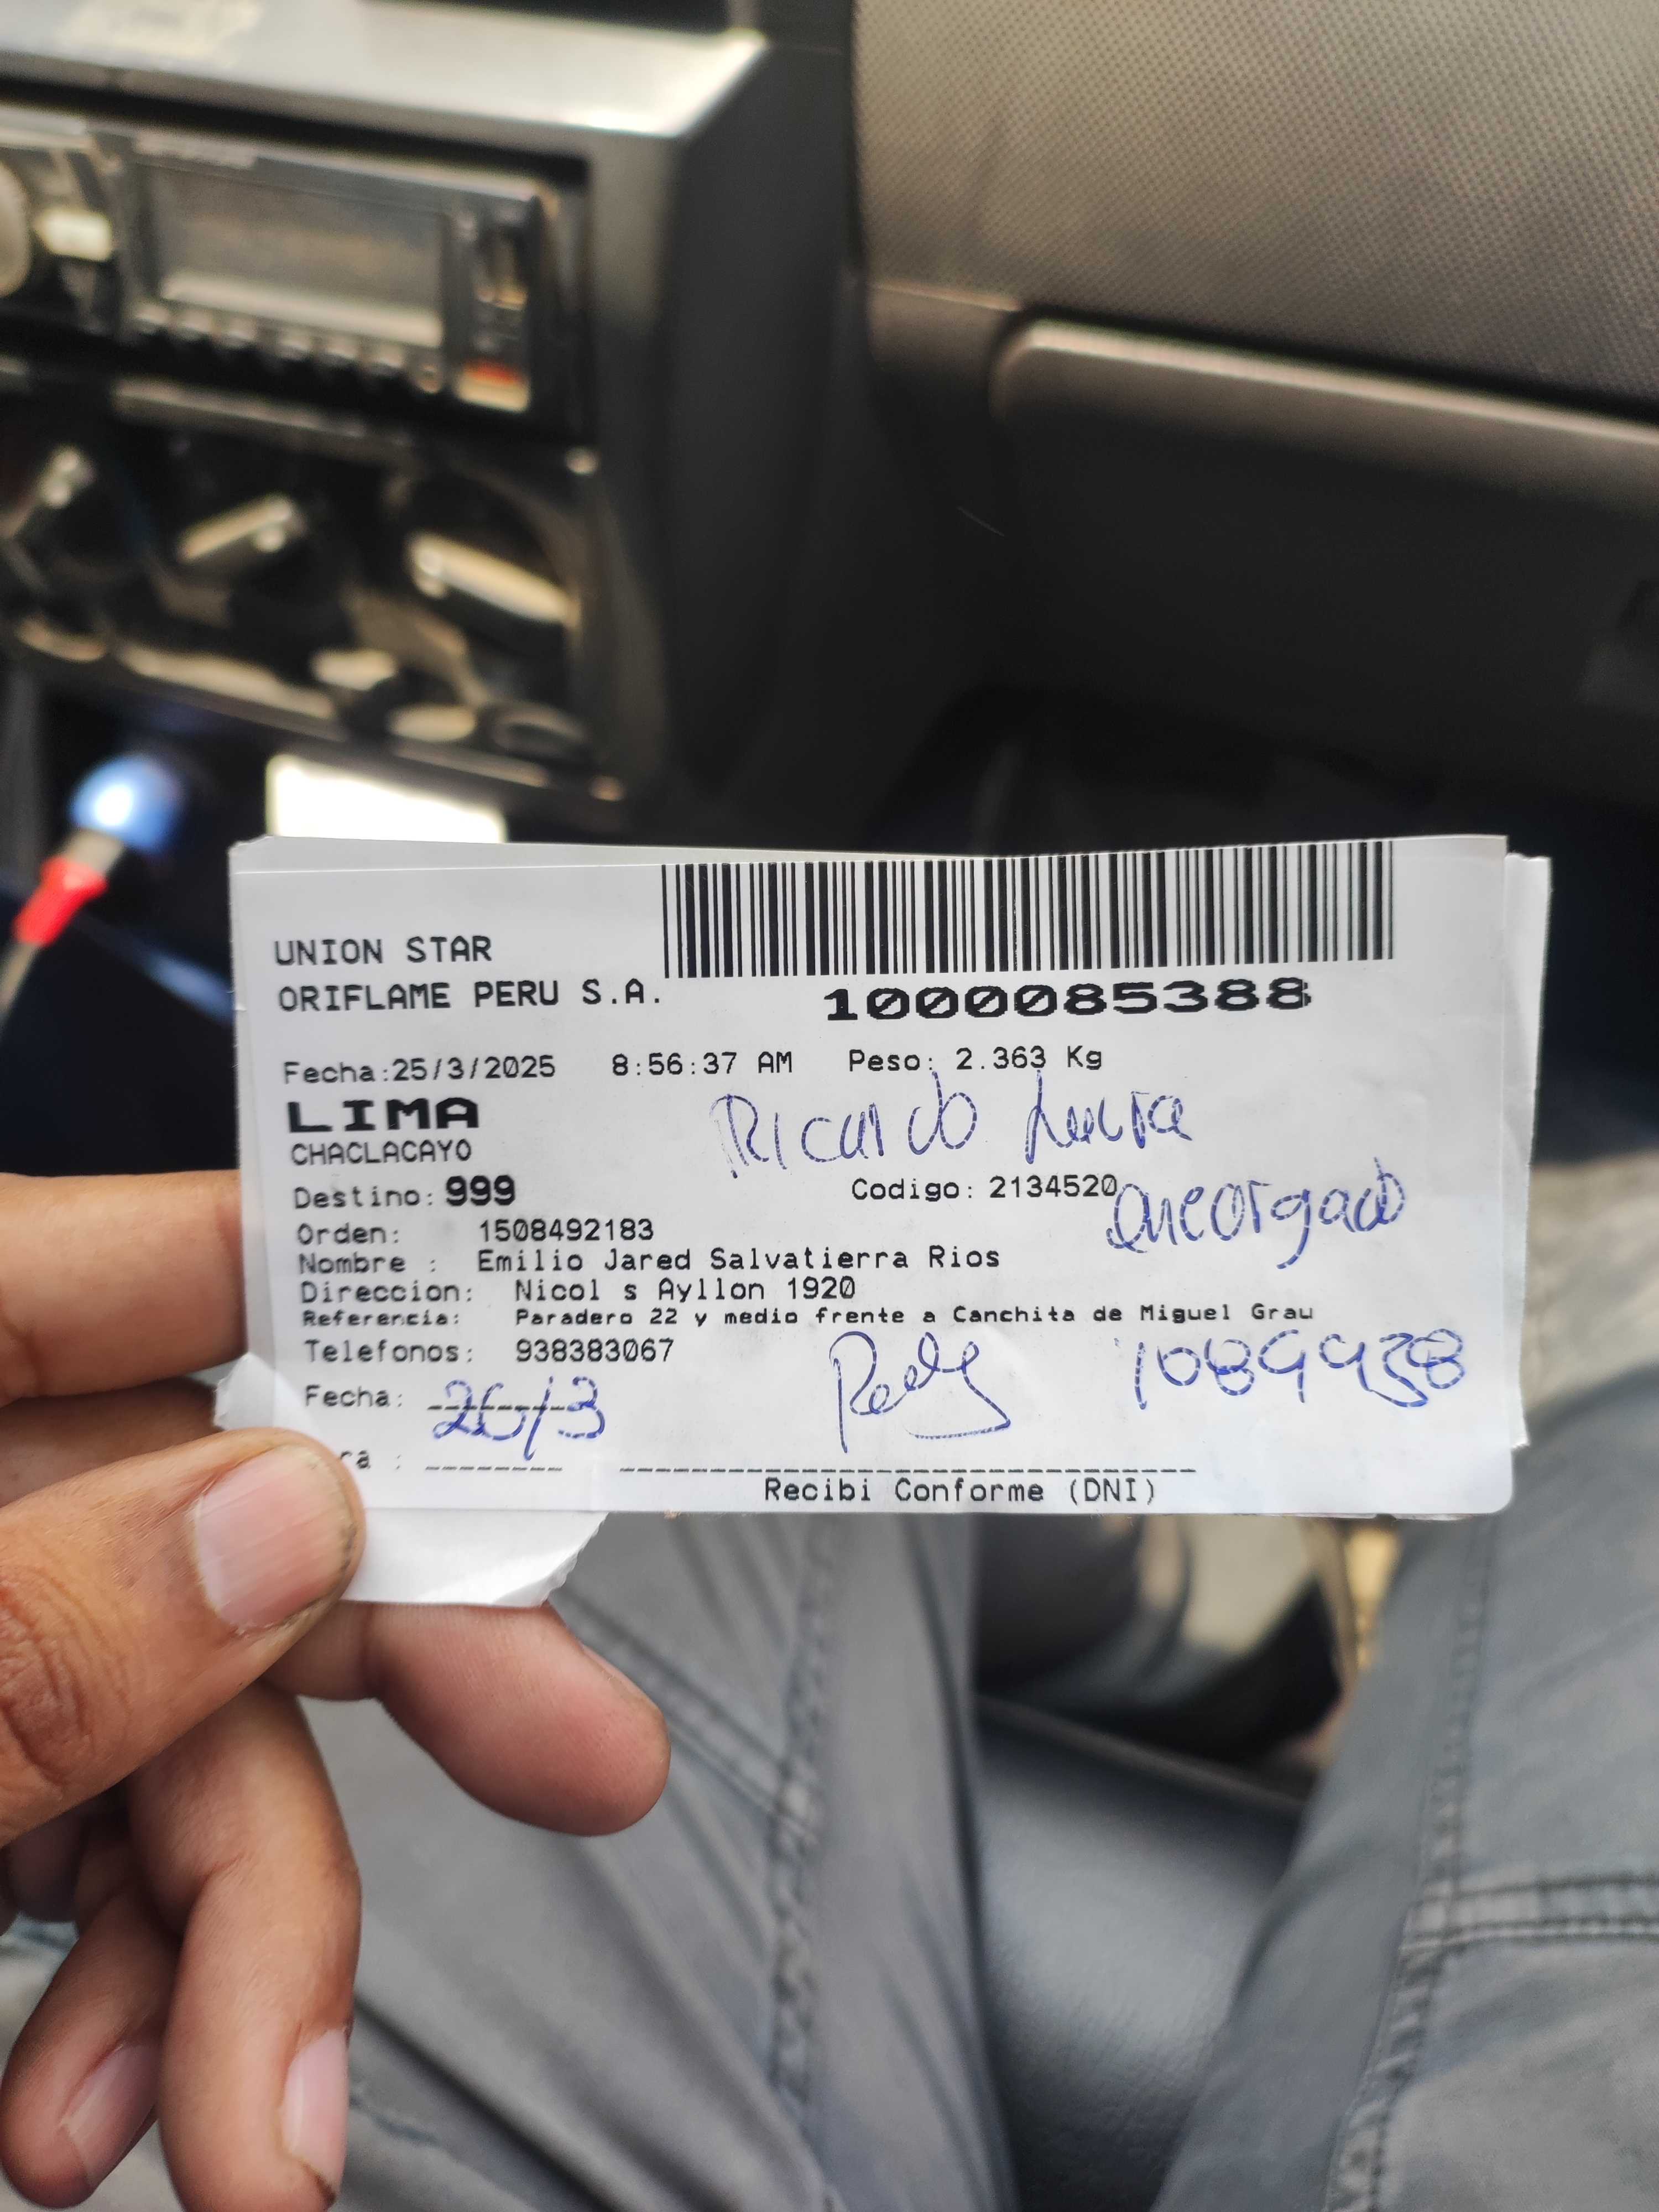 UNION STAR
ORIFLAME PERU S.A.
1000085388
Fecha:25/3/2025 8:56:37 AM Peso: 2.363 Kg
LIMA
Ricardo
CHACLACAYO
Destino: 999 Codigo: 2134520
encorgado
Orden: 1508492183
Nombre : Emilio Jared Salvatierra Rios
Direccion: Nicol s Ayllon 1920
Referencia: Paradero 22 y medio frente a Canchita de Miguel Grau
Telefonos: 938383067
Fecha: 26/3
ra :
Recibi Conforme (DNI)